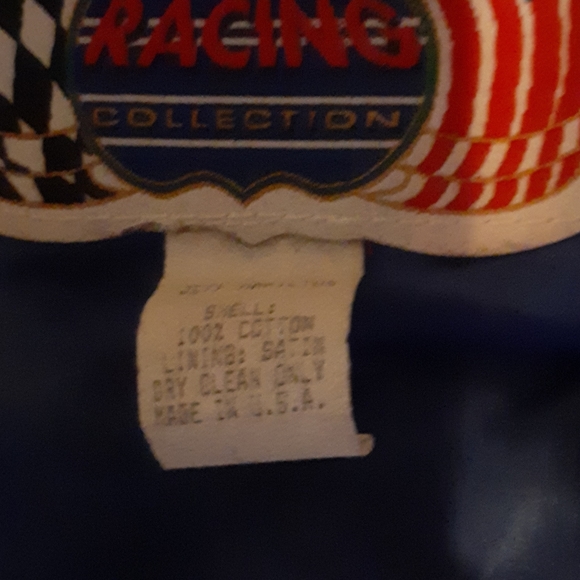 RACING
COLLECTION
SHELL:
100% COTTON
LINING: SATIN
DRY CLEAN ONLY
MADE IN U.S.A.